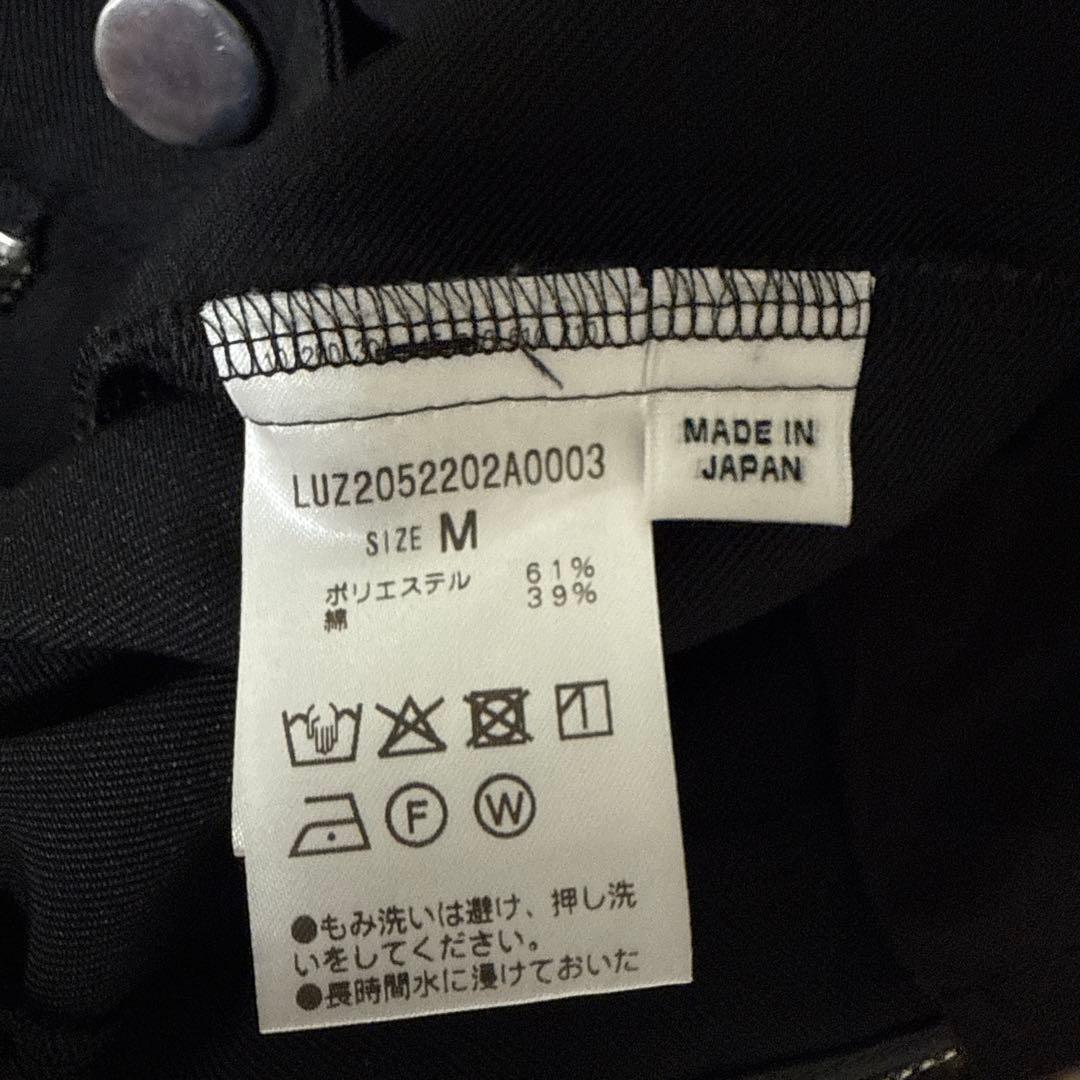 LUZ2052202A0003
SIZE M
ポリエステル 61%
綿 39%
F W
●もみ洗いは避け、押し洗
いをしてください。
●長時間水に浸けておいた
MADE IN
JAPAN